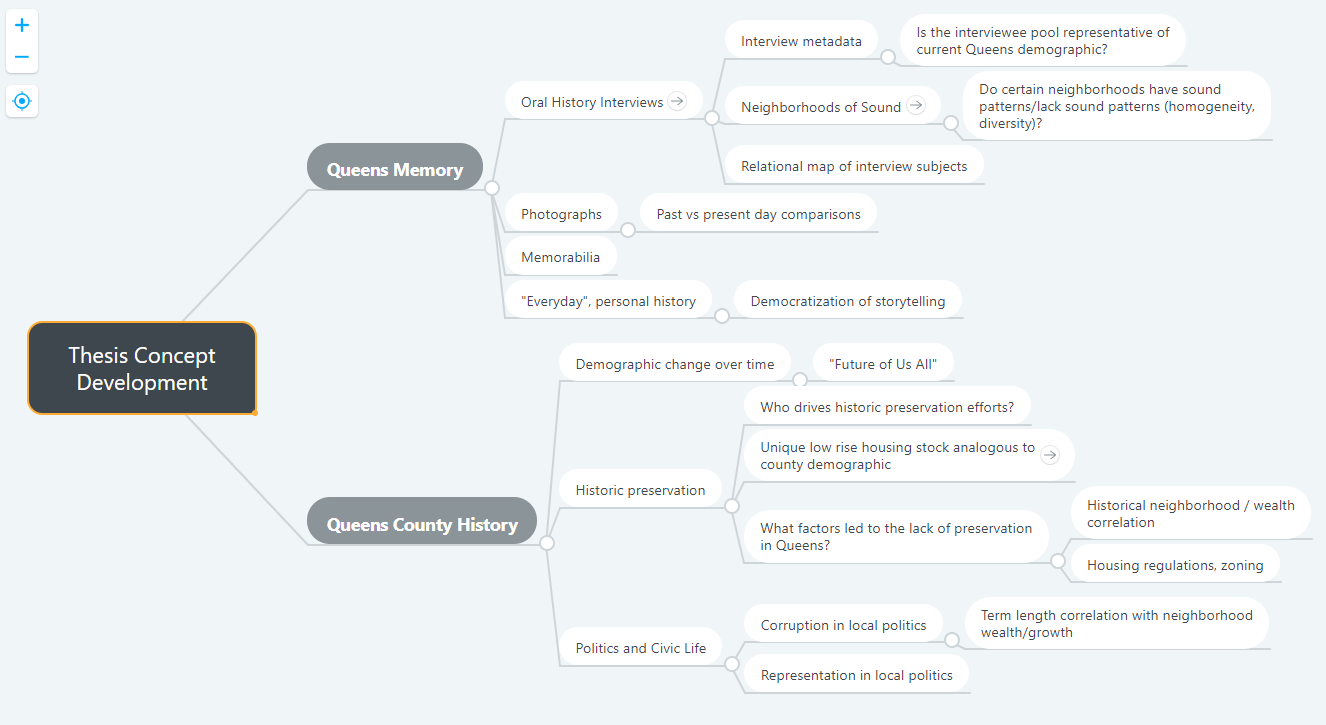 Thesis Concept
Development
Queens Memory
Oral History Interviews
Interview metadata
Is the interviewee pool representative of
current Queens demographic?
Neighborhoods of Sound
Do certain neighborhoods have sound
patterns/lack sound patterns (homogeneity,
diversity)?
Relational map of interview subjects
Photographs
Past vs present day comparisons
Memorabilia
"Everyday", personal history
Democratization of storytelling
Queens County History
Demographic change over time
"Future of Us All"
Historic preservation
Who drives historic preservation efforts?
Unique low rise housing stock analogous to
county demographic
What factors led to the lack of preservation
in Queens?
Historical neighborhood / wealth
correlation
Housing regulations, zoning
Politics and Civic Life
Corruption in local politics
Term length correlation with neighborhood
wealth/growth
Representation in local politics